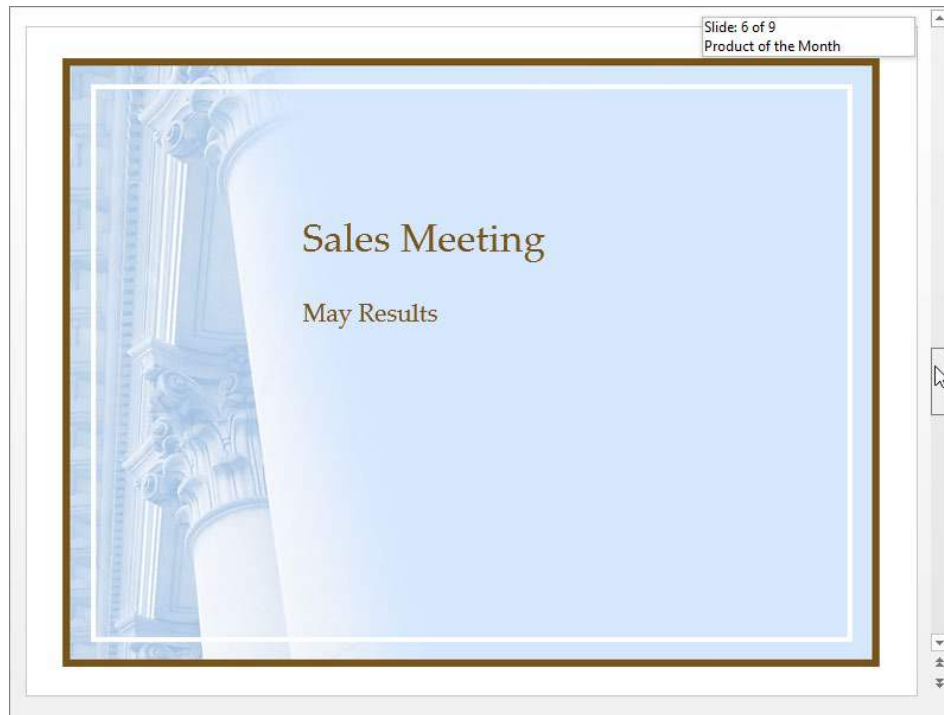 Slide: 6 of 9
Product of the Month
Sales Meeting
May Results